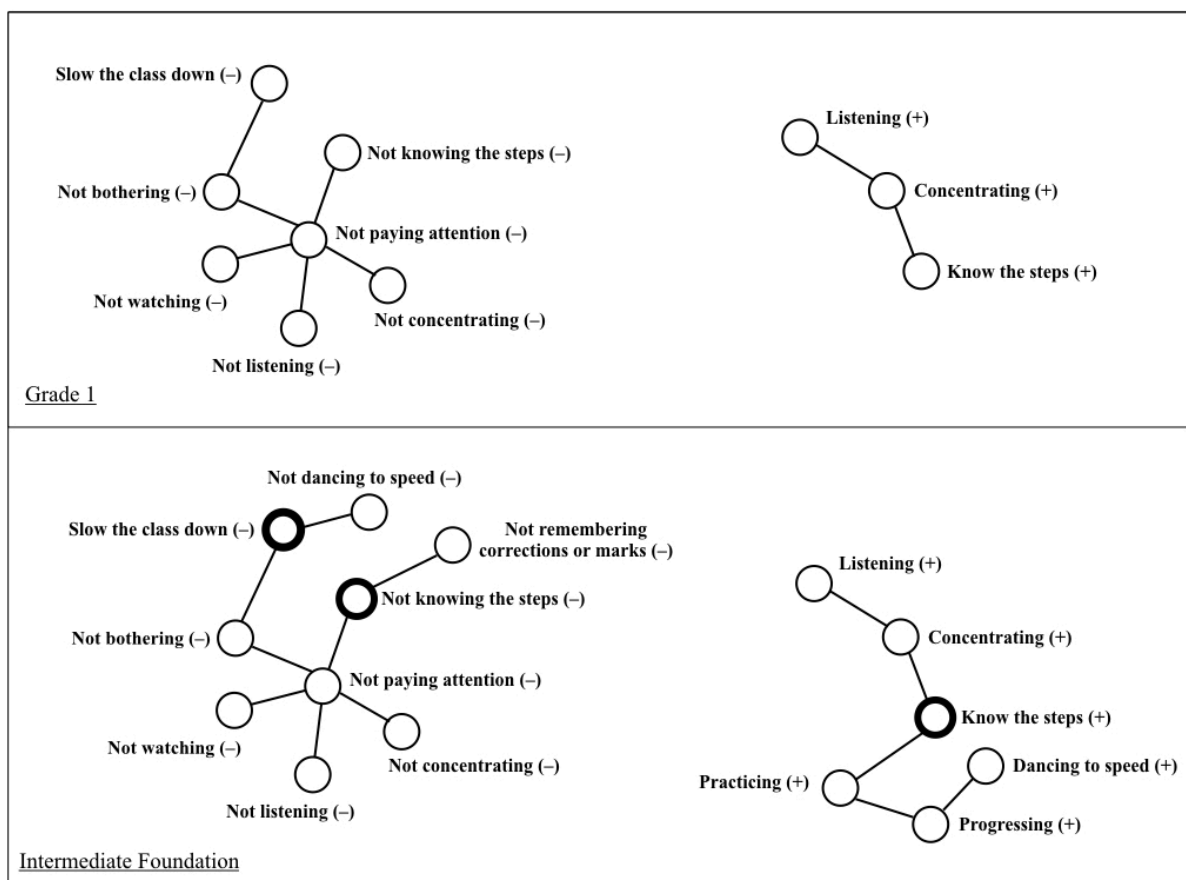 Slow the class down (–)
Listening (+)
Not knowing the steps (–)
Not bothering (–)
Concentrating (+)
Not paying attention (–)
Know the steps (+)
Not watching (–)
Not concentrating (–)
Not listening (–)
Grade 1
Not dancing to speed (–)
Slow the class down (–)
Not remembering
corrections or marks (–)
Listening (+)
Not knowing the steps (–)
Not bothering (–)
Concentrating (+)
Not paying attention (–)
Know the steps (+)
Not watching (–)
Not concentrating (–)
Dancing to speed (+)
Practicing (+)
Not listening (–)
Progressing (+)
Intermediate Foundation